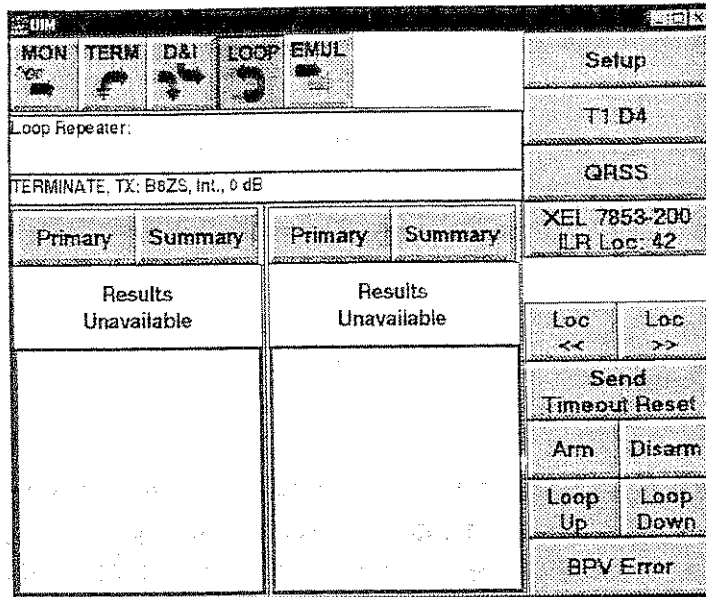 UIM
MON TERM D&I LOOP EMUL
or
Loop Repeater:
TERMINATE, TX: B8ZS, Int., 0 dB
Primary Summary
Results
Unavailable
Primary Summary
Results
Unavailable
Setup
T1 D4
QRSS
XEL 7853-200
ILR Loc: 42
Loc << Loc >>
Send
Timeout Reset
Arm Disarm
Loop Up Loop Down
BPV Error